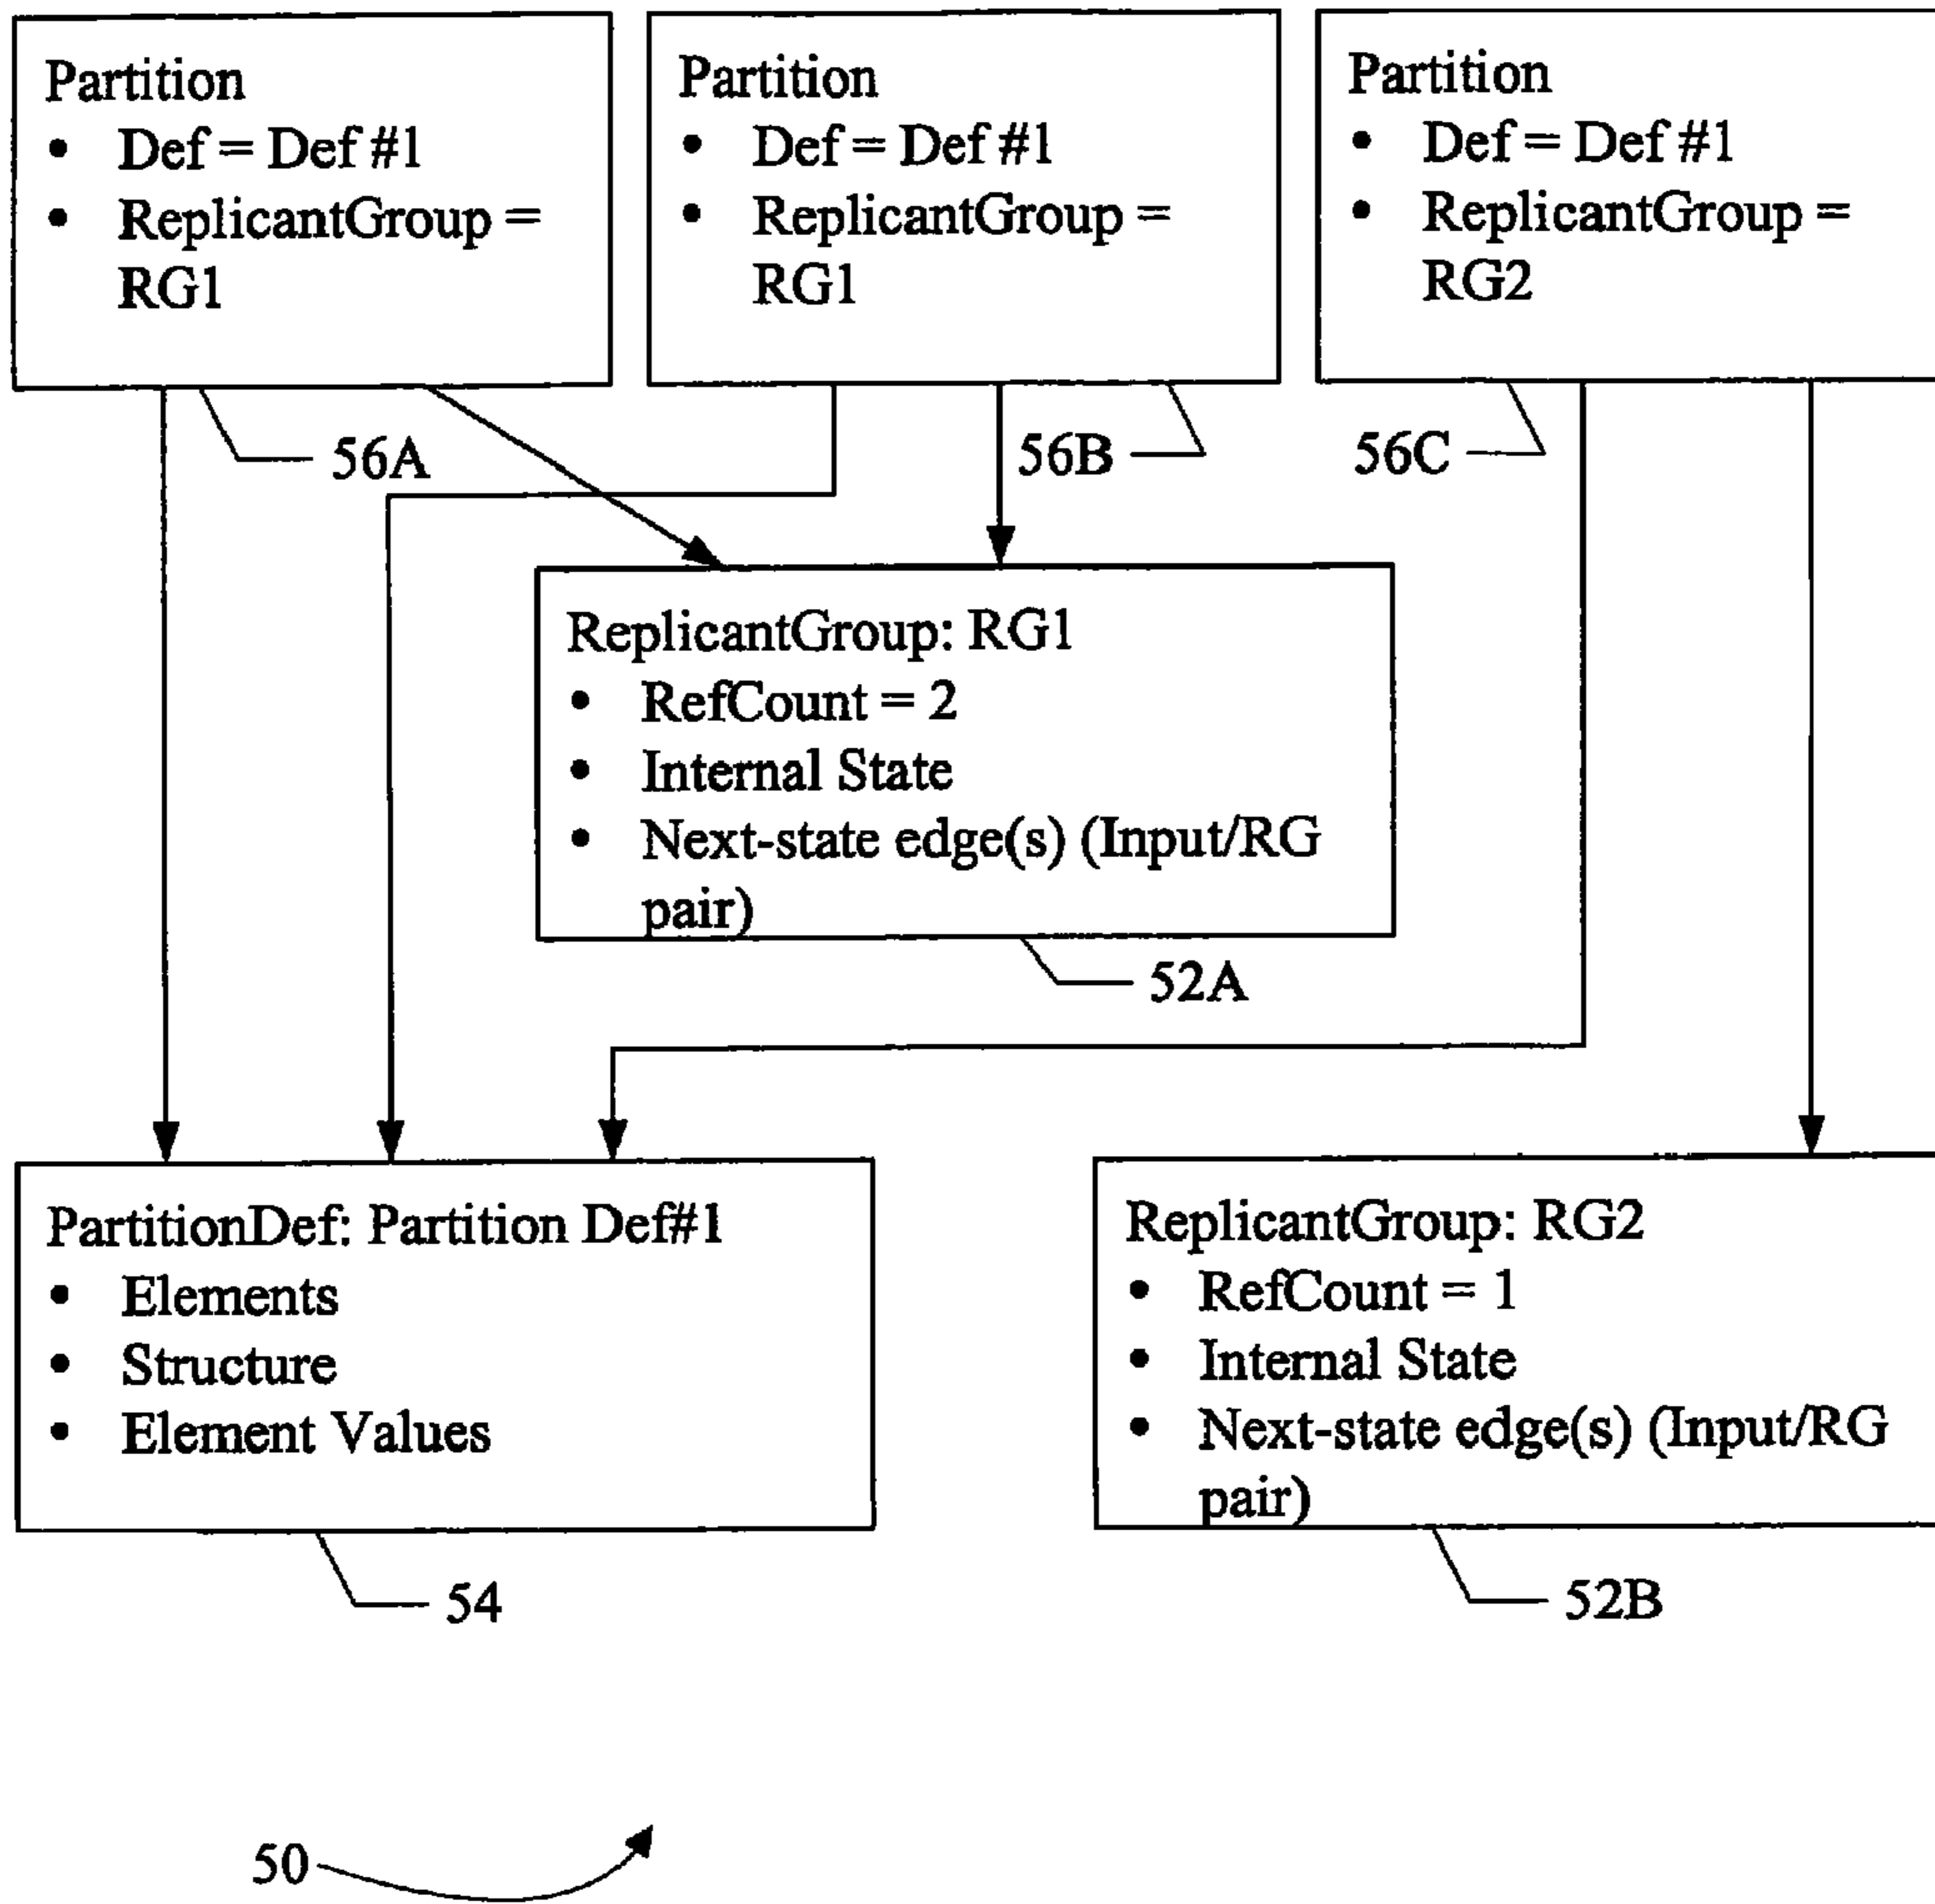 Partition
• Def = Def #1
• ReplicantGroup =
RG1
Partition
• Def = Def #1
• ReplicantGroup =
RG1
Partition
• Def = Def #1
• ReplicantGroup =
RG2
56A
56B
56C
ReplicantGroup: RG1
• RefCount = 2
• Internal State
• Next-state edge(s) (Input/RG
pair)
52A
PartitionDef: Partition Def#1
• Elements
• Structure
• Element Values
54
ReplicantGroup: RG2
• RefCount = 1
• Internal State
• Next-state edge(s) (Input/RG
pair)
52B
50